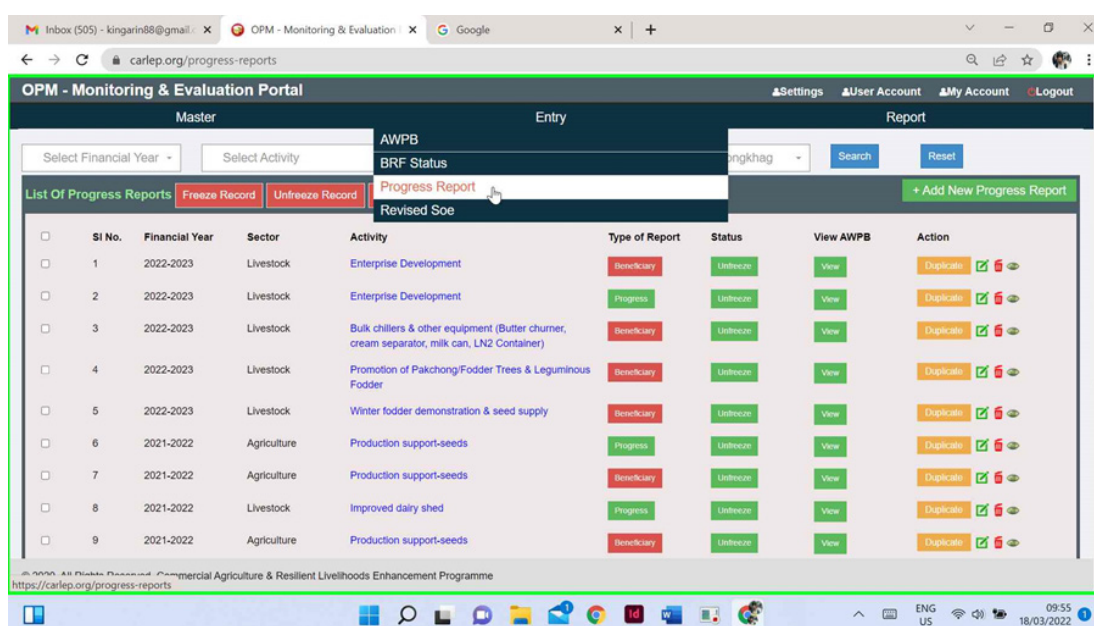 Inbox (505) - kingarin88@gmail.c
OPM - Monitoring & Evaluation
Google
carlep.org/progress-reports
OPM - Monitoring & Evaluation Portal
Settings User Account My Account Logout
Master Entry Report
AWPB
BRF Status
Progress Report
Revised Soe
Select Financial Year Select Activity ongkhag Search Reset
List Of Progress Reports Freeze Record Unfreeze Record + Add New Progress Report
Sl No. Financial Year Sector Activity Type of Report Status View AWPB Action
1 2022-2023 Livestock Enterprise Development Beneficiary Unfreeze View Duplicate
2 2022-2023 Livestock Enterprise Development Progress Unfreeze View Duplicate
3 2022-2023 Livestock Bulk chillers & other equipment (Butter churner, Beneficiary Unfreeze View Duplicate
cream separator, milk can, LN2 Container)
4 2022-2023 Livestock Promotion of Pakchong/Fodder Trees & Leguminous Beneficiary Unfreeze View Duplicate
Fodder
5 2022-2023 Livestock Winter fodder demonstration & seed supply Beneficiary Unfreeze View Duplicate
6 2021-2022 Agriculture Production support-seeds Progress Unfreeze View Duplicate
7 2021-2022 Agriculture Production support-seeds Beneficiary Unfreeze View Duplicate
8 2021-2022 Livestock Improved dairy shed Progress Unfreeze View Duplicate
9 2021-2022 Agriculture Production support-seeds Beneficiary Unfreeze View Duplicate
© 2020, All Rights Reserved, Commercial Agriculture & Resilient Livelihoods Enhancement Programme
https://carlep.org/progress-reports
ENG
US
09:55
18/03/2022
1